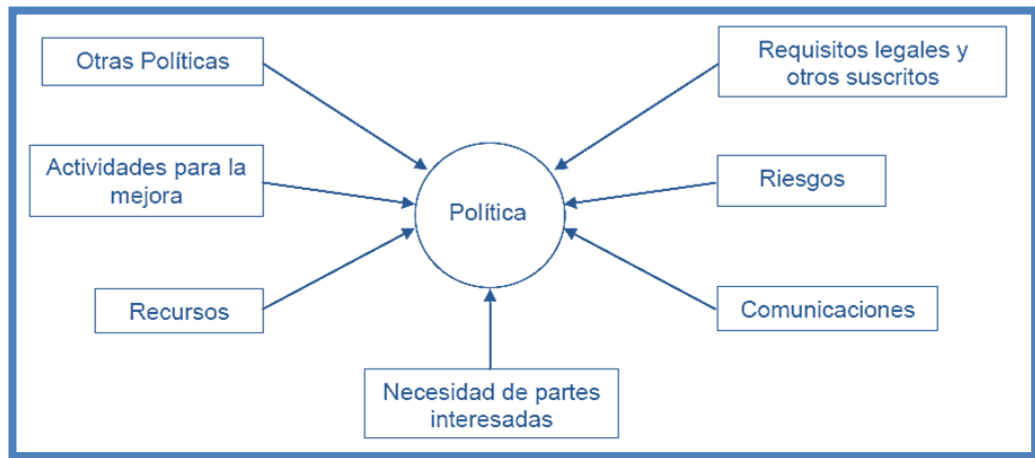 Otras Políticas
Requisitos legales y
otros suscritos
Actividades para la
mejora
Riesgos
Política
Recursos
Comunicaciones
Necesidad de partes
interesadas